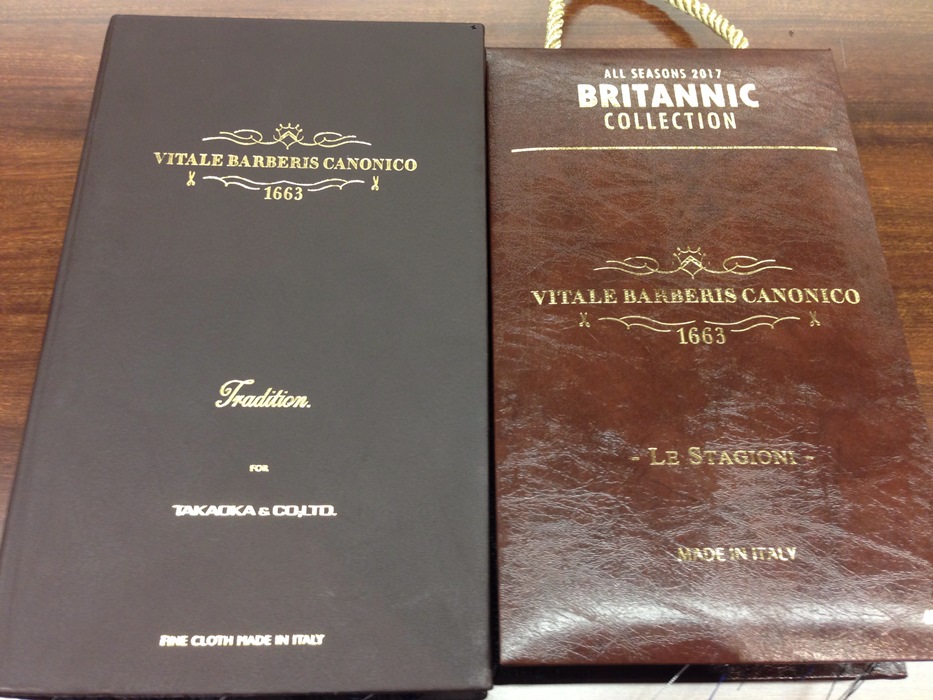 VITALE BARBERIS CANONICO
1663
Tradition.
FOR
TAKAOKA & CO.,LTD.
FINE CLOTH MADE IN ITALY
ALL SEASONS 2017
BRITANNIC
COLLECTION
VITALE BARBERIS CANONICO
1663
- LE STAGIONI -
MADE IN ITALY